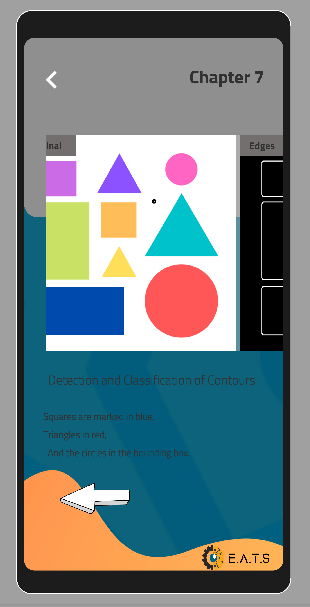 Chapter 7
inal
Edges
Detection and Classification of Contours
Squares are marked in blue,
Triangles in red,
And the circles in the bounding box.
E.A.T.S